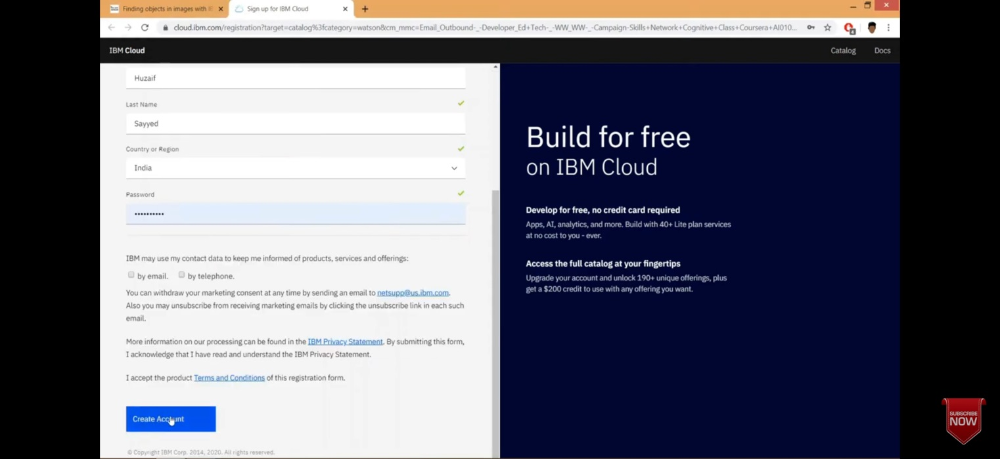 Finding objects in images with I
Sign up for IBM Cloud
cloud.ibm.com/registration?target=catalog%3fcategory=watson&cm_mmc=Email_Outbound-_-Developer_Ed+Tech-_-WW_WW-_-Campaign-Skills+Network+Cognitive+Class+Coursera+AI010...
IBM Cloud
Catalog
Docs
Huzaif
Last Name
Sayyed
Country or Region
India
Password
••••••••••
IBM may use my contact data to keep me informed of products, services and offerings:
by email. by telephone.
You can withdraw your marketing consent at any time by sending an email to netsupp@us.ibm.com.
Also you may unsubscribe from receiving marketing emails by clicking the unsubscribe link in each such
email.
More information on our processing can be found in the IBM Privacy Statement. By submitting this form,
I acknowledge that I have read and understand the IBM Privacy Statement.
I accept the product Terms and Conditions of this registration form.
Create Account
© Copyright IBM Corp. 2014, 2020. All rights reserved.
Build for free
on IBM Cloud
Develop for free, no credit card required
Apps, AI, analytics, and more. Build with 40+ Lite plan services
at no cost to you - ever.
Access the full catalog at your fingertips
Upgrade your account and unlock 190+ unique offerings, plus
get a $200 credit to use with any offering you want.
SUBSCRIBE
NOW